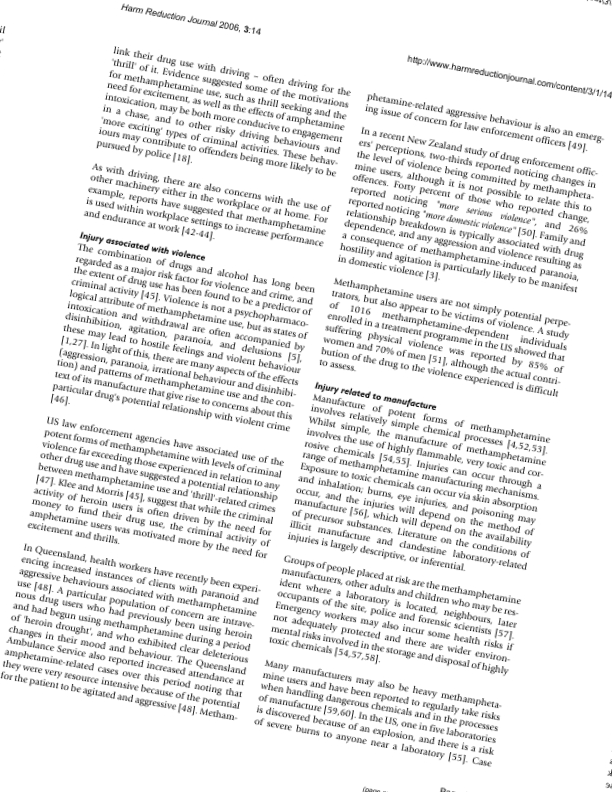 Harm Reduction Journal 2006, 3:14
http://www.harmreductionjournal.com/content/3/1/14
link their drug use with driving – often driving for the
'thrill' of it. Evidence suggested some of the motivations
for methamphetamine use, such as thrill seeking and the
need for excitement, as well as the effects of amphetamine
intoxication, may be both more conducive to engagement
in a chase, and to other risky driving behaviours and
'more exciting' types of criminal activities. These behav-
iours may contribute to offenders being more likely to be
pursued by police [18].
As with driving, there are also concerns with the use of
other machinery either in the workplace or at home. For
example, reports have suggested that methamphetamine
is used within workplace settings to increase performance
and endurance at work [42-44].
Injury associated with violence
The combination of drugs and alcohol has long been
regarded as a major risk factor for violence and crime, and
the extent of drug use has been found to be a predictor of
criminal activity [45]. Violence is not a psychopharmaco-
logical attribute of methamphetamine use, but as states of
intoxication and withdrawal are often accompanied by
disinhibition, agitation, paranoia, and delusions [5],
these may lead to hostile feelings and violent behaviour
[1,27]. In light of this, there are many aspects of the effects
(aggression, paranoia, irrational behaviour and disinhibi-
tion) and patterns of methamphetamine use and the con-
text of its manufacture that give rise to concerns about this
particular drug's potential relationship with violent crime
[46].
US law enforcement agencies have associated use of the
potent forms of methamphetamine with levels of criminal
violence far exceeding those experienced in relation to any
other drug use and have suggested a potential relationship
between methamphetamine use and 'thrill'-related crimes
[47]. Klee and Morris [45], suggest that while the criminal
activity of heroin users is often driven by the need for
money to fund their drug use, the criminal activity of
amphetamine users was motivated more by the need for
excitement and thrills.
In Queensland, health workers have recently been experi-
encing increased instances of clients with paranoid and
aggressive behaviours associated with methamphetamine
use [48]. A particular population of concern are intrave-
nous drug users who had previously been using heroin
and had begun using methamphetamine during a period
of 'heroin drought', and who exhibited clear deleterious
changes in their mood and behaviour. The Queensland
Ambulance Service also reported increased attendance at
amphetamine-related cases over this period noting that
they were very resource intensive because of the potential
for the patient to be agitated and aggressive [48]. Metham-
phetamine-related aggressive behaviour is also an emerg-
ing issue of concern for law enforcement officers [49].
In a recent New Zealand study of drug enforcement offic-
ers' perceptions, two-thirds reported noticing changes in
the level of violence being committed by methampheta-
mine users, although it is not possible to relate this to
offences. Forty percent of those who reported change,
reported noticing "more serious violence", and 26%
reported noticing "more domestic violence" [50]. Family and
relationship breakdown is typically associated with drug
dependence, and any aggression and violence resulting as
a consequence of methamphetamine-induced paranoia,
hostility and agitation is particularly likely to be manifest
in domestic violence [3].
Methamphetamine users are not simply potential perpe-
trators, but also appear to be victims of violence. A study
of 1016 methamphetamine-dependent individuals
enrolled in a treatment programme in the US showed that
suffering physical violence was reported by 85% of
women and 70% of men [51], although the actual contri-
bution of the drug to the violence experienced is difficult
to assess.
Injury related to manufacture
Manufacture of potent forms of methamphetamine
involves relatively simple chemical processes [4,52,53].
Whilst simple, the manufacture of methamphetamine
involves the use of highly flammable, very toxic and cor-
rosive chemicals [54,55]. Injuries can occur through a
range of methamphetamine manufacturing mechanisms.
Exposure to toxic chemicals can occur via skin absorption
and inhalation; burns, eye injuries, and poisoning may
occur, and the injuries will depend on the method of
manufacture [56], which will depend on the availability
of precursor substances. Literature on the conditions of
illicit manufacture and clandestine laboratory-related
injuries is largely descriptive, or inferential.
Groups of people placed at risk are the methamphetamine
manufacturers, other adults and children who may be res-
ident where a laboratory is located, neighbours, later
occupants of the site, police and forensic scientists [57].
Emergency workers may also incur some health risks if
not adequately protected and there are wider environ-
mental risks involved in the storage and disposal of highly
toxic chemicals [54,57,58].
Many manufacturers may also be heavy methampheta-
mine users and have been reported to regularly take risks
when handling dangerous chemicals and in the processes
of manufacture [59,60]. In the US, one in five laboratories
is discovered because of an explosion, and there is a risk
of severe burns to anyone near a laboratory [55]. Case